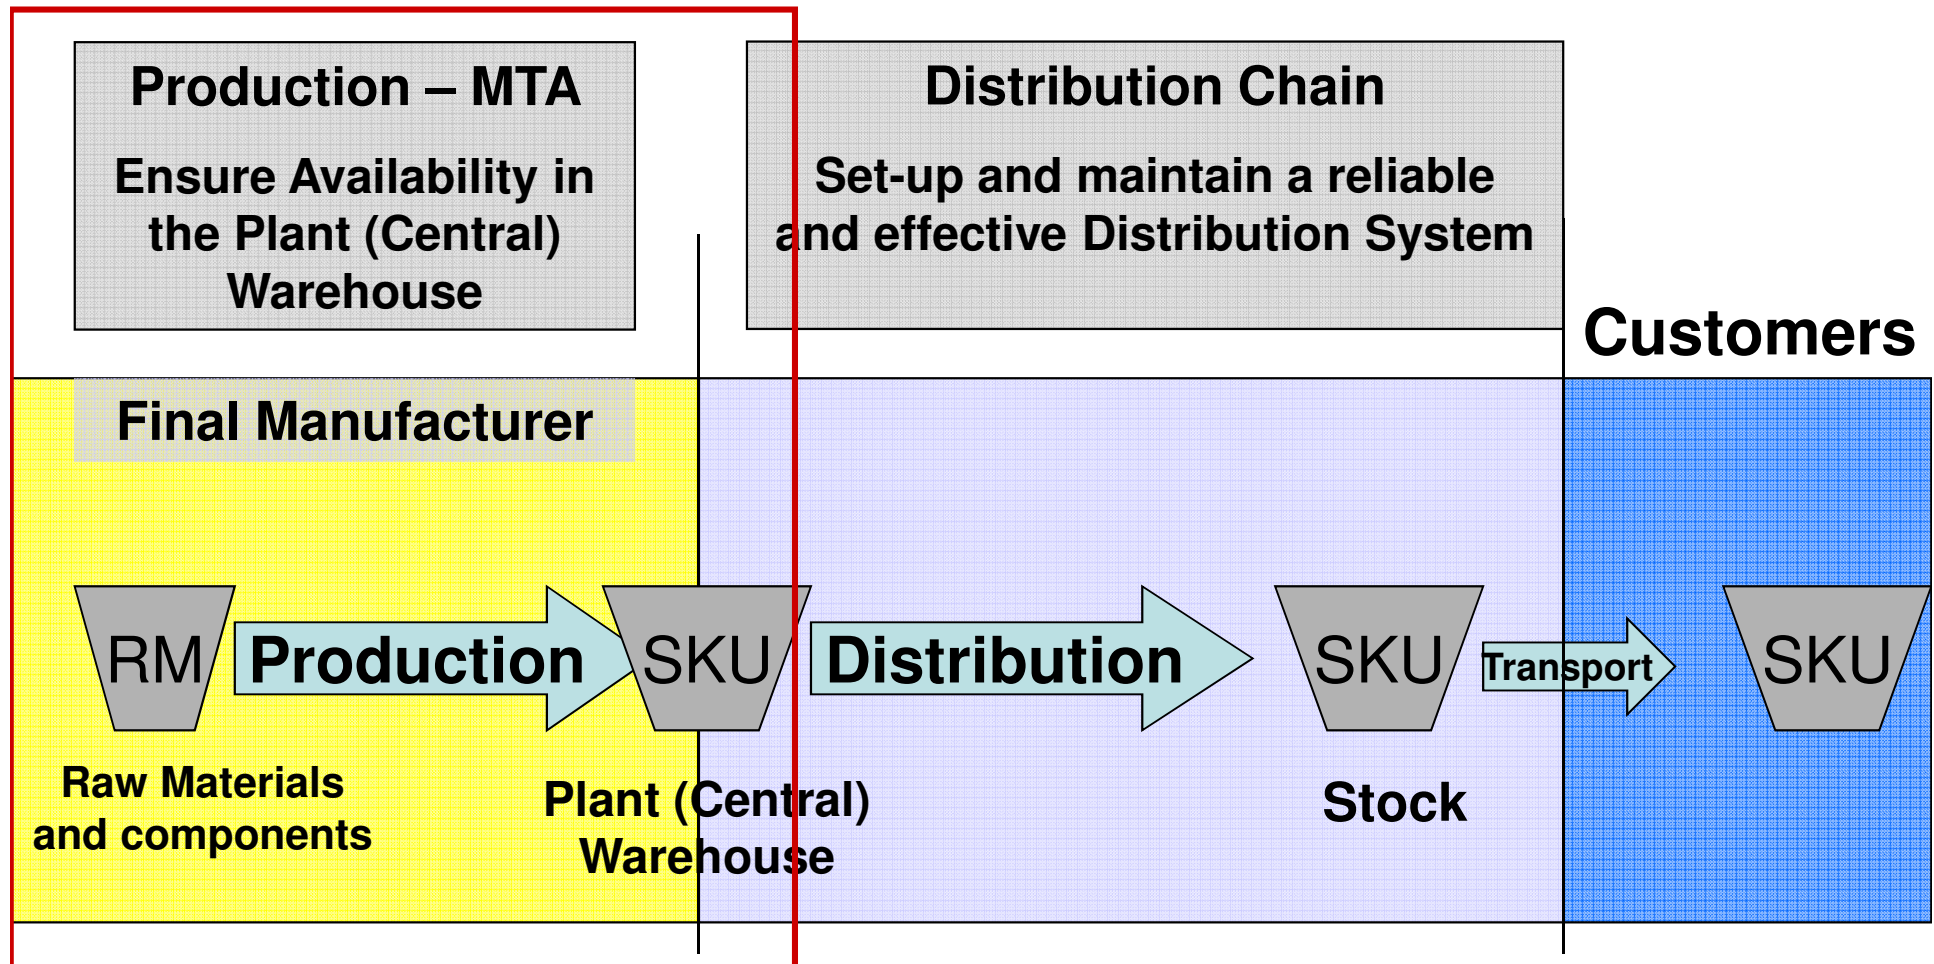 Production – MTA
Ensure Availability in
the Plant (Central)
Warehouse
Distribution Chain
Set-up and maintain a reliable
and effective Distribution System
Customers
Final Manufacturer
RM
Production
SKU
Distribution
SKU
Transport
SKU
Raw Materials
and components
Plant (Central)
Warehouse
Stock